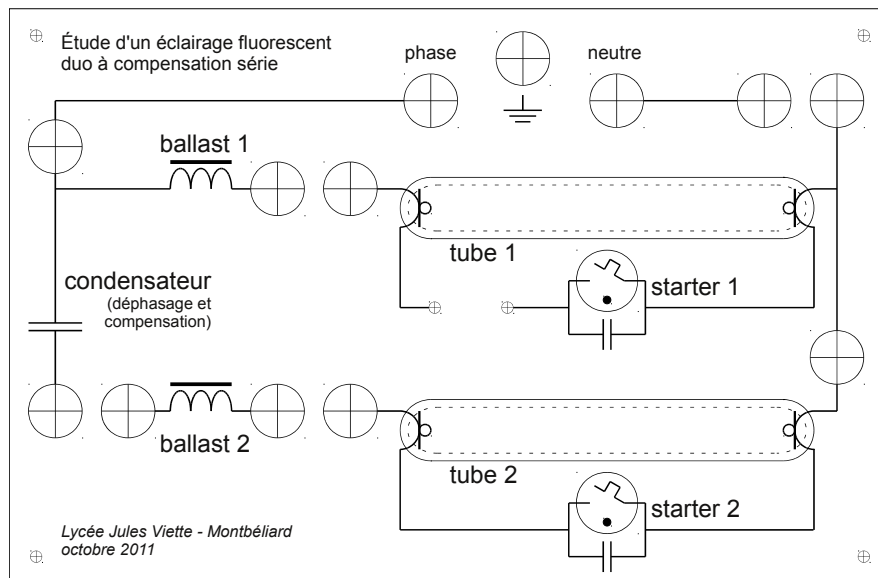 Étude d'un éclairage fluorescent
duo à compensation série
phase
neutre
ballast 1
tube 1
condensateur
(déphasage et
compensation)
starter 1
ballast 2
tube 2
starter 2
Lycée Jules Viette - Montbéliard
octobre 2011